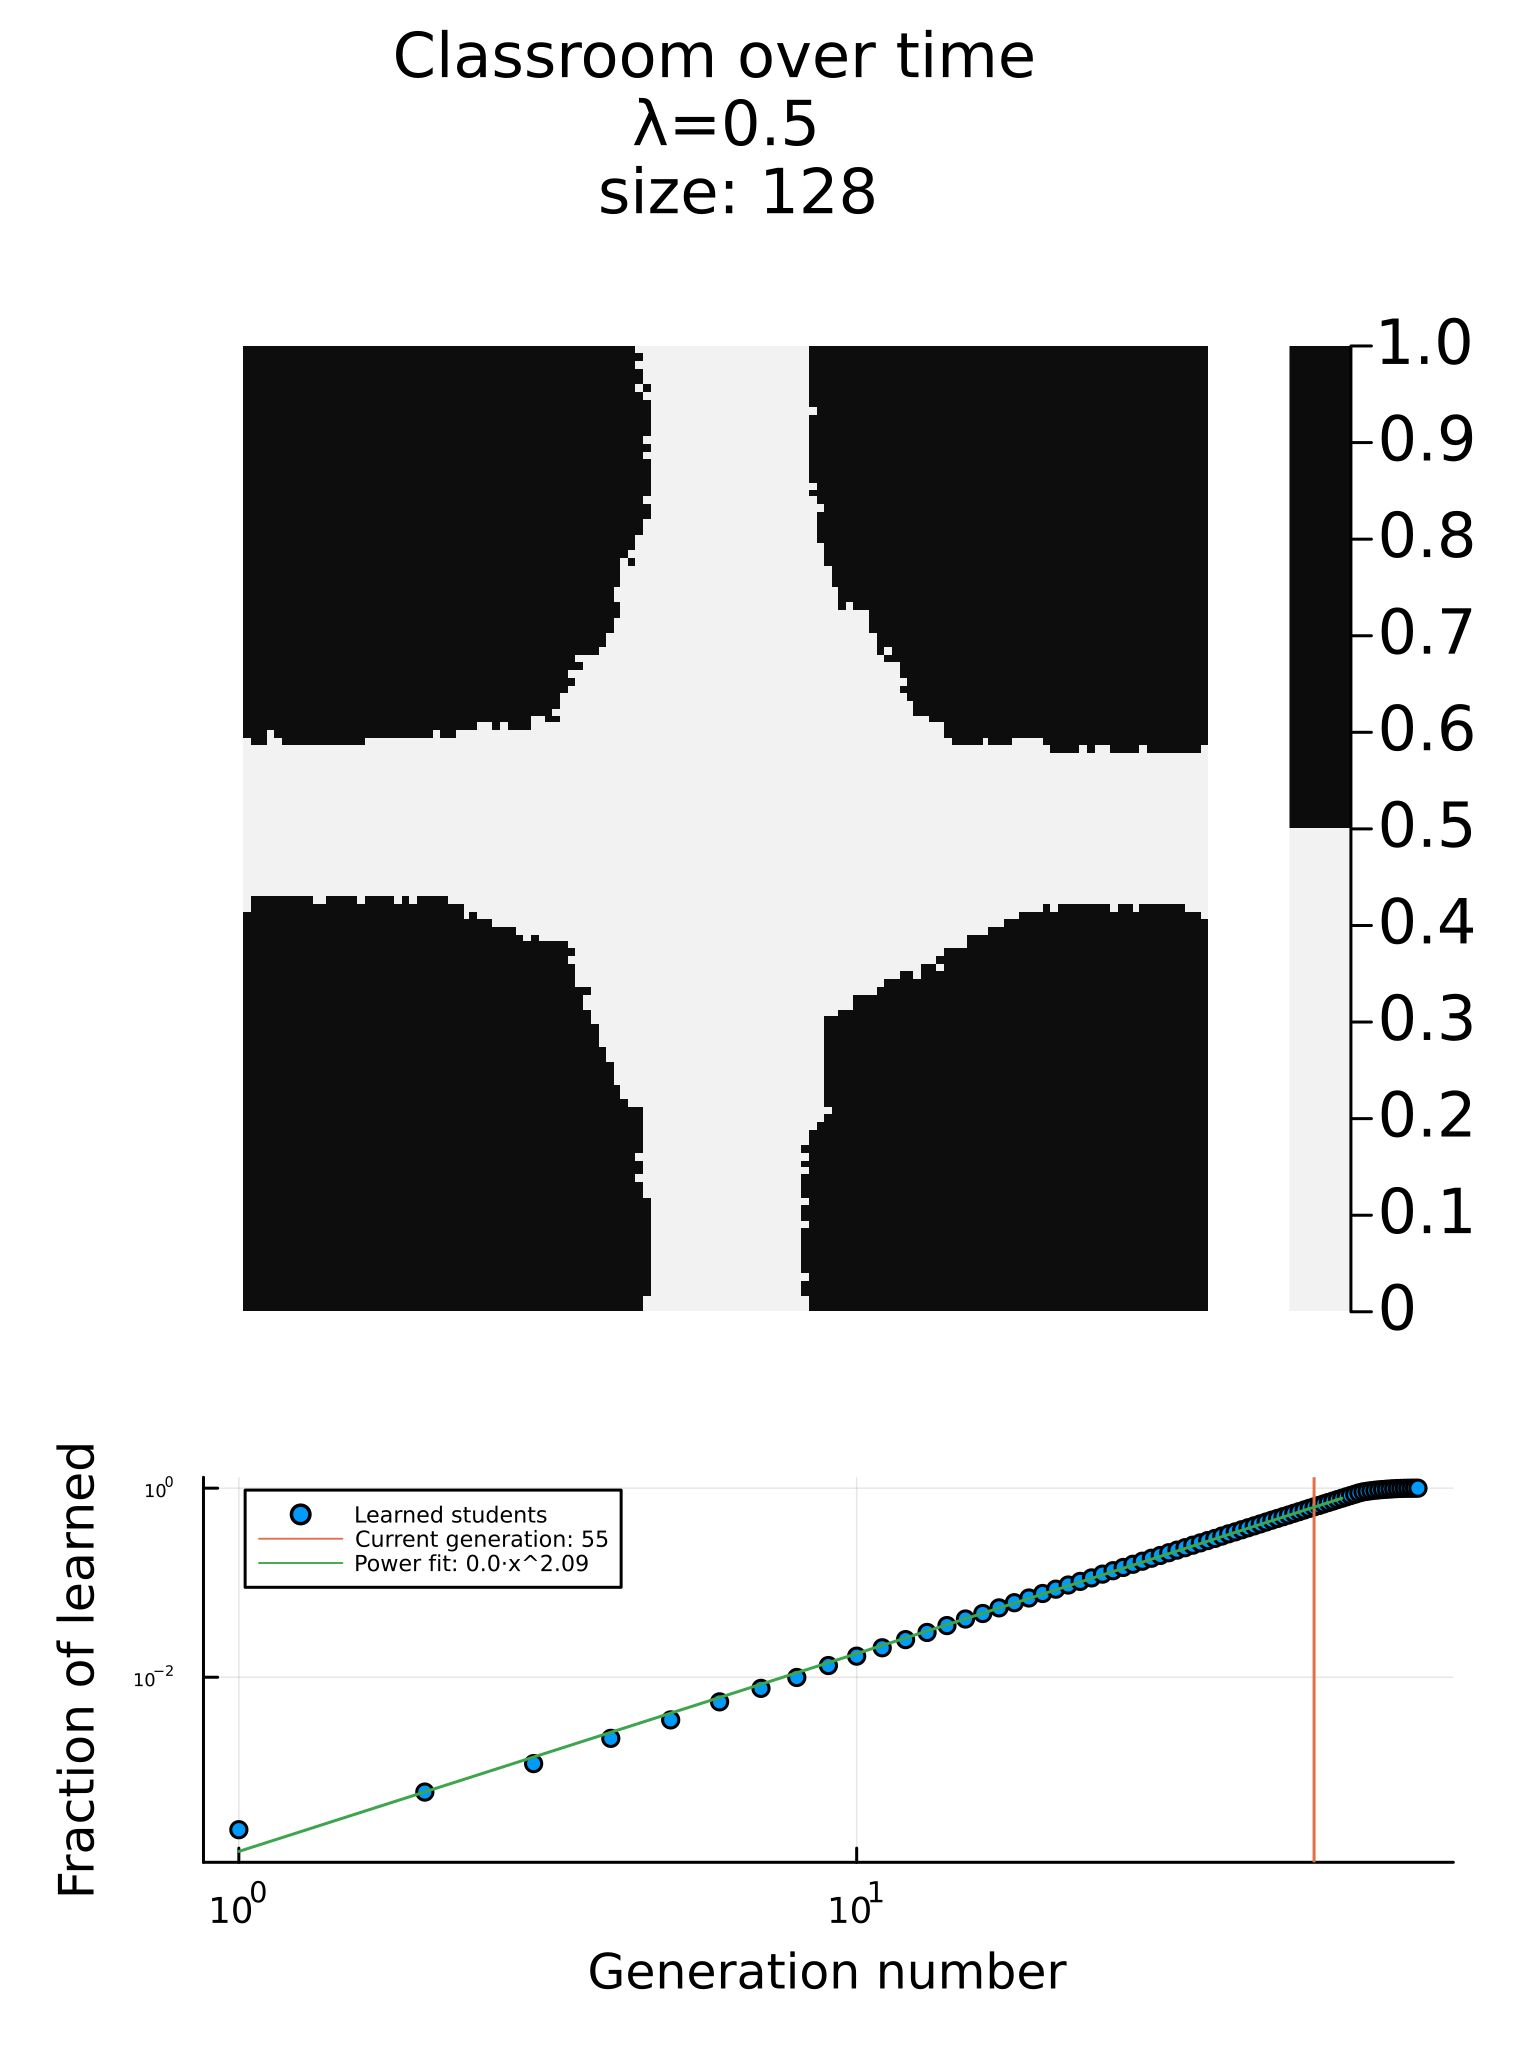 Classroom over time
λ=0.5
size: 128
1.0
0.9
0.8
0.7
0.6
0.5
0.4
0.3
0.2
0.1
0
Fraction of learned
10⁰
10⁻²
Learned students
Current generation: 55
Power fit: 0.0·x^2.09
10⁰ 10¹
Generation number